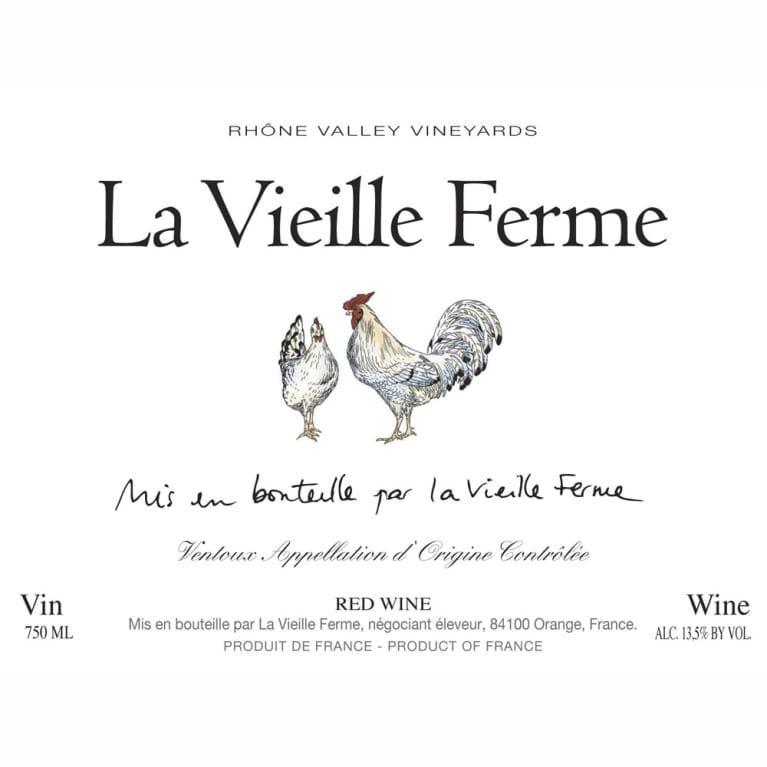 RHÔNE VALLEY VINEYARDS
La Vieille Ferme
Mis en bouteille par la Vieille Ferme
Ventoux Appellation d'Origine Contrôlée
Vin
750 ML
RED WINE
Mis en bouteille par La Vieille Ferme, négociant éleveur, 84100 Orange, France.
PRODUIT DE FRANCE - PRODUCT OF FRANCE
Wine
ALC. 13,5% BY VOL.